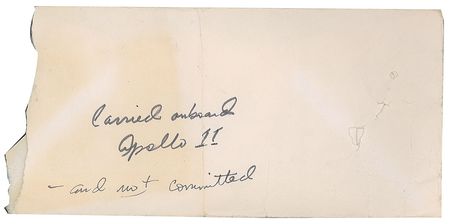 Carried onboard
Apollo 11
- and not committed